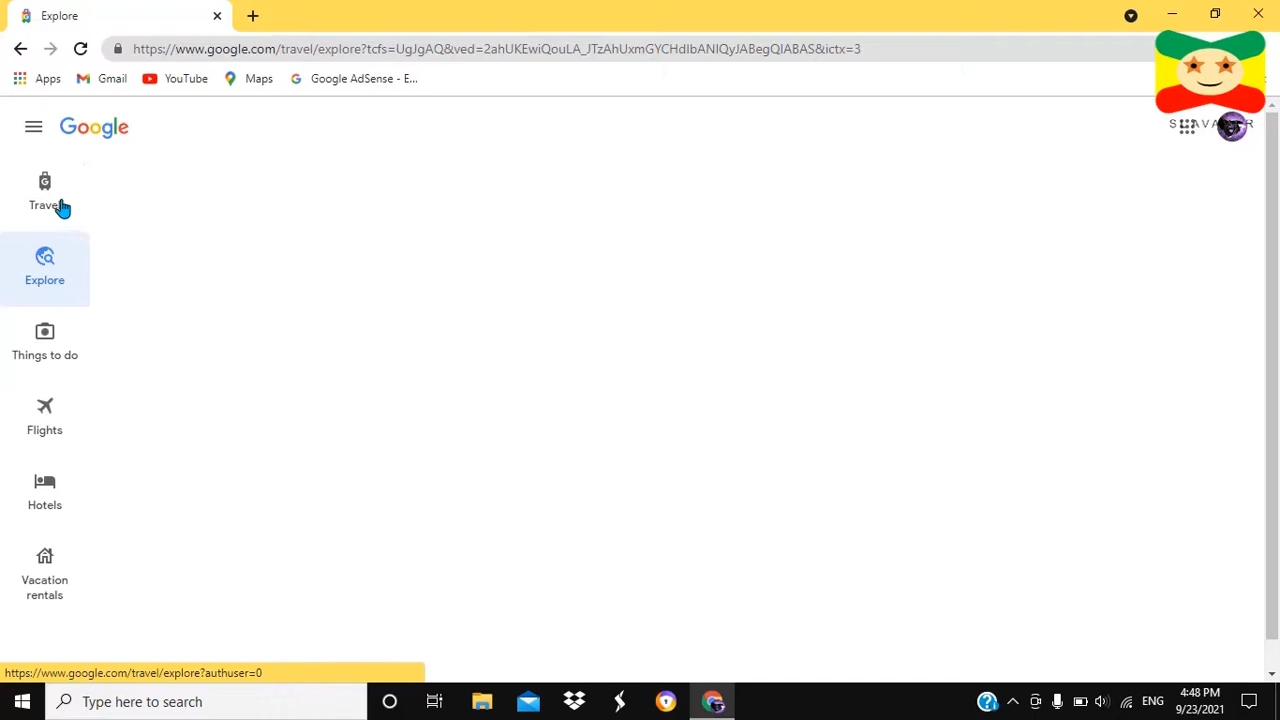 Explore
https://www.google.com/travel/explore?tcfs=UgJgAQ&ved=2ahUKEwiQouLA_JTzAhUxmGYCHdIbANIQyJABegQIABAS&ictx=3
Apps Gmail YouTube Maps Google AdSense - E...
Google
Travel
Explore
Things to do
Flights
Hotels
Vacation
rentals
https://www.google.com/travel/explore?authuser=0
Type here to search
ENG
4:48 PM
9/23/2021